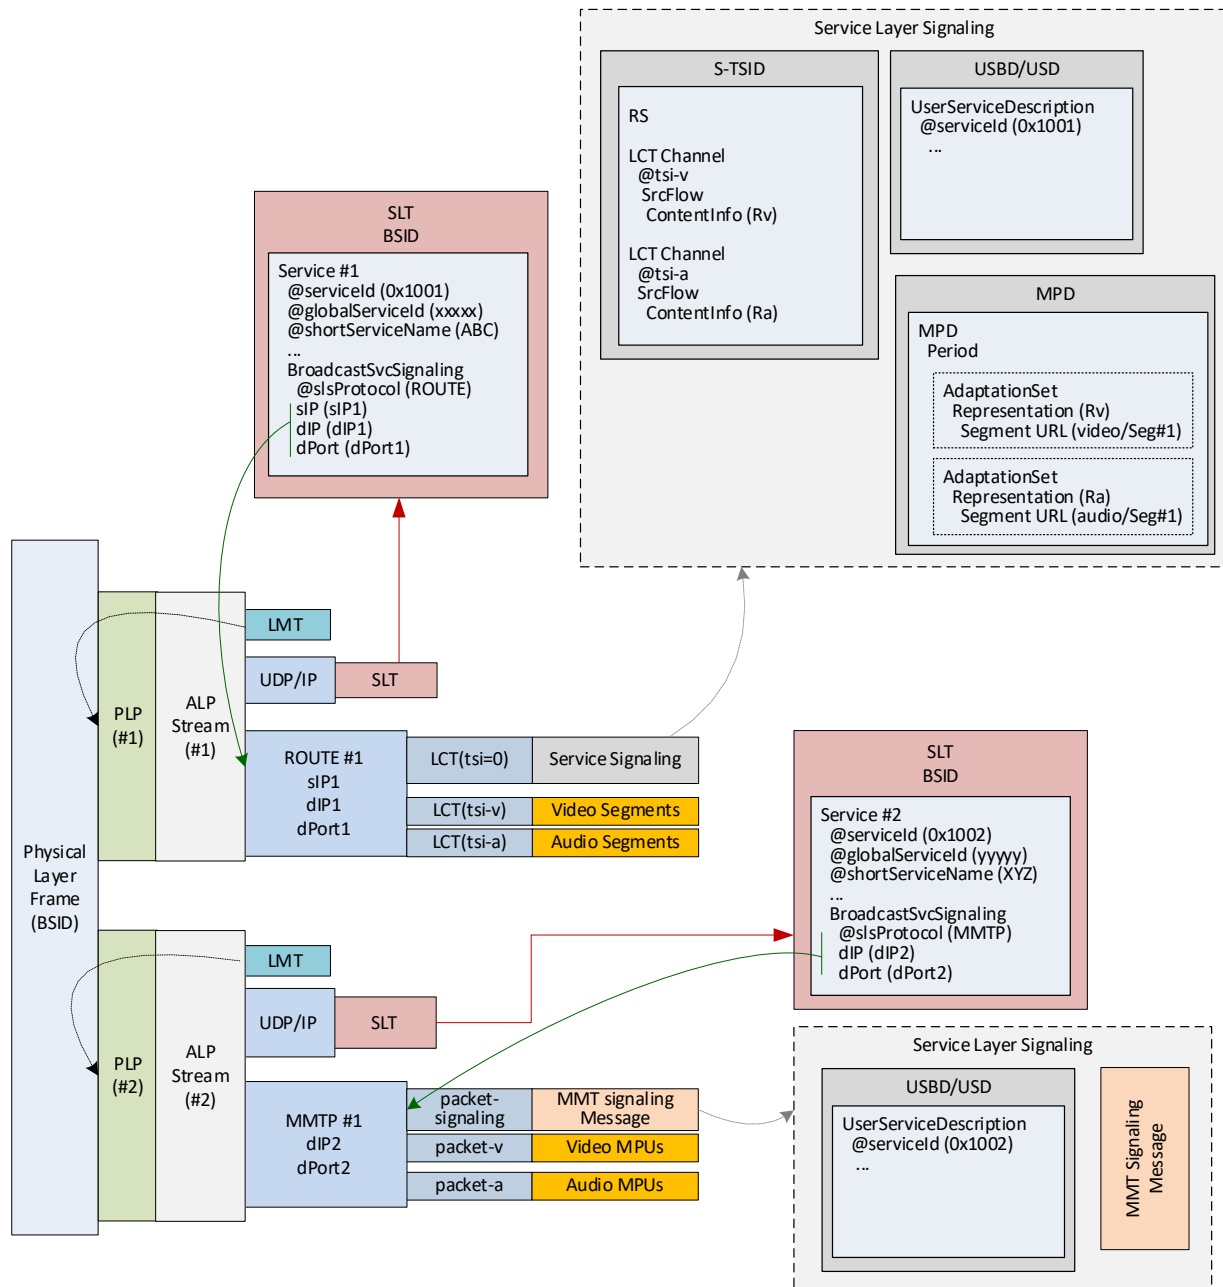 Service Layer Signaling
S-TSID
RS
LCT Channel
@tsi-v
SrcFlow
ContentInfo (Rv)
LCT Channel
@tsi-a
SrcFlow
ContentInfo (Ra)
USBD/USD
UserServiceDescription
@serviceId (0x1001)
...
MPD
MPD
Period
AdaptationSet
Representation (Rv)
Segment URL (video/Seg#1)
AdaptationSet
Representation (Ra)
Segment URL (audio/Seg#1)
SLT
BSID
Service #1
@serviceId (0x1001)
@globalServiceId (xxxxx)
@shortServiceName (ABC)
...
BroadcastSvcSignaling
@slsProtocol (ROUTE)
sIP (sIP1)
dIP (dIP1)
dPort (dPort1)
Physical
Layer
Frame
(BSID)
PLP
(#1)
ALP
Stream
(#1)
LMT
UDP/IP
SLT
ROUTE #1
sIP1
dIP1
dPort1
LCT(tsi=0)
Service Signaling
LCT(tsi-v)
Video Segments
LCT(tsi-a)
Audio Segments
SLT
BSID
Service #2
@serviceId (0x1002)
@globalServiceId (yyyyy)
@shortServiceName (XYZ)
...
BroadcastSvcSignaling
@slsProtocol (MMTP)
dIP (dIP2)
dPort (dPort2)
PLP
(#2)
ALP
Stream
(#2)
LMT
UDP/IP
SLT
MMTP #1
dIP2
dPort2
packet-
signaling
MMT signaling
Message
packet-v
Video MPUs
packet-a
Audio MPUs
Service Layer Signaling
USBD/USD
UserServiceDescription
@serviceId (0x1002)
...
MMT Signaling
Message